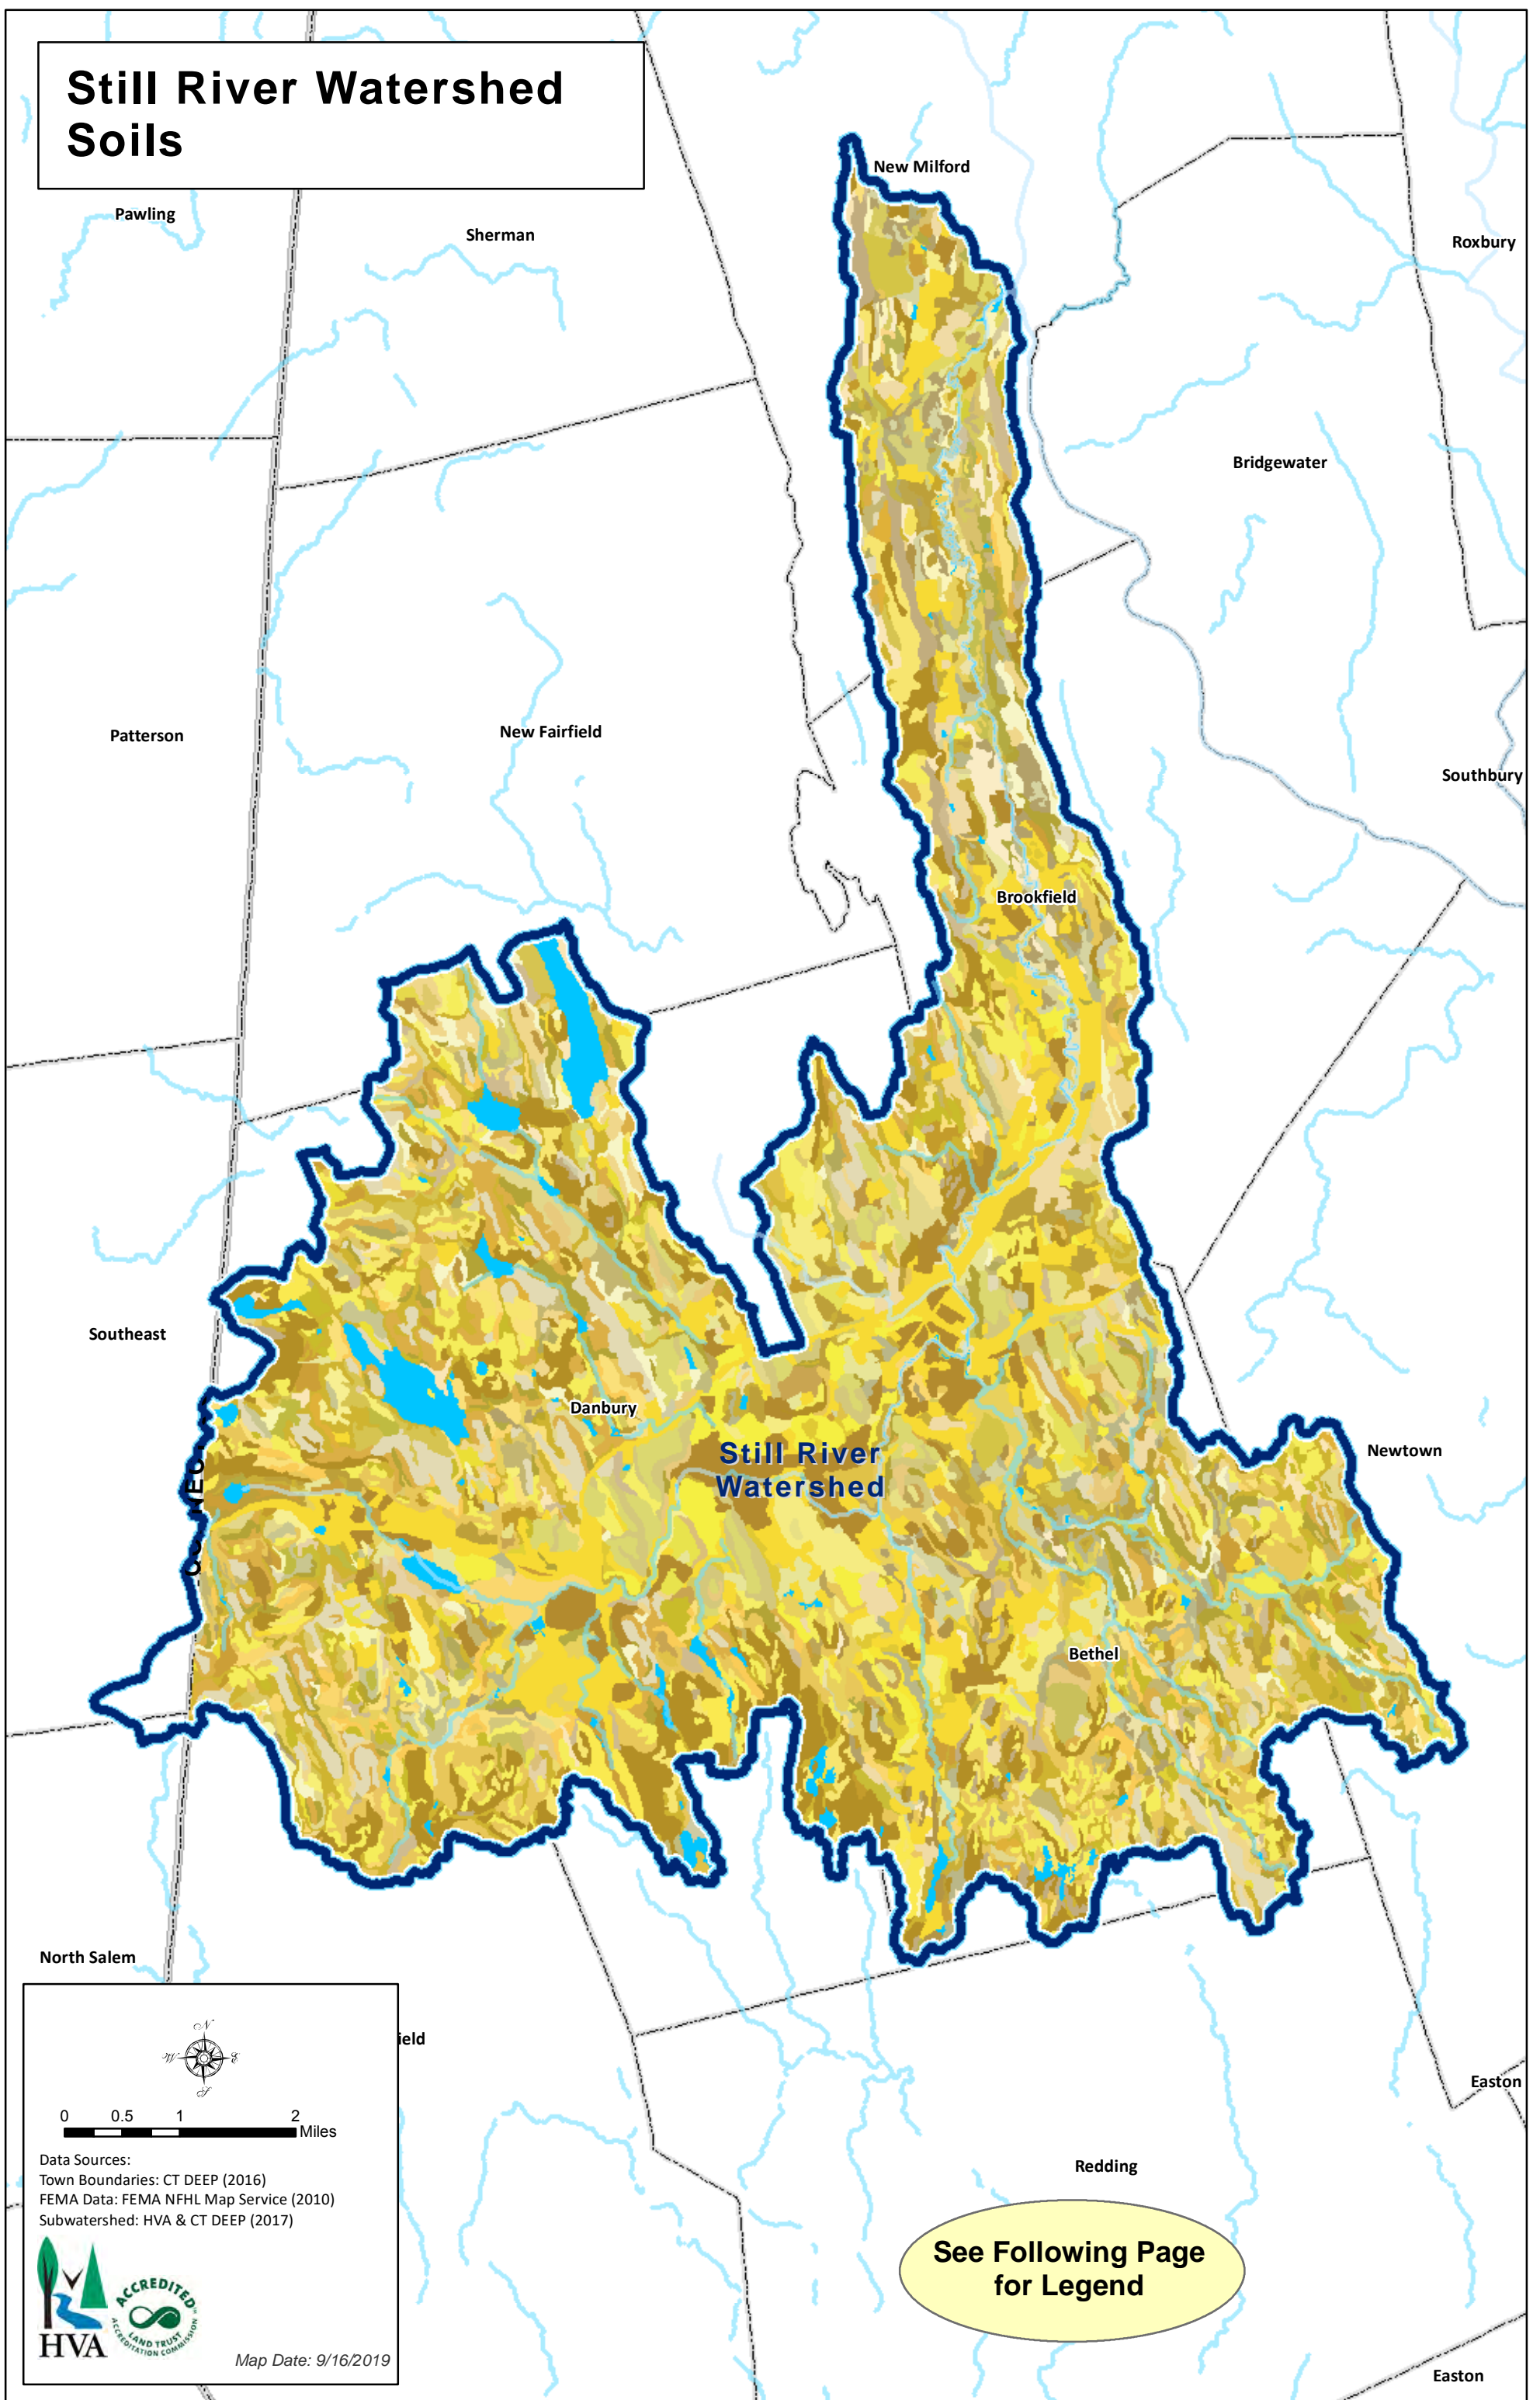 Still River Watershed
Soils
New Milford
Pawling
Sherman
Roxbury
Bridgewater
Patterson
New Fairfield
Southbury
Brookfield
Southeast
Danbury
Still River
Watershed
Newtown
Bethel
North Salem
ield
N
W
E
S
0 0.5 1 2
Miles
Data Sources:
Town Boundaries: CT DEEP (2016)
FEMA Data: FEMA NFHL Map Service (2010)
Subwatershed: HVA & CT DEEP (2017)
HVA
ACCREDITED
LAND TRUST
ACCREDITATION COMMISSION
Map Date: 9/16/2019
Easton
Redding
See Following Page
for Legend
Easton